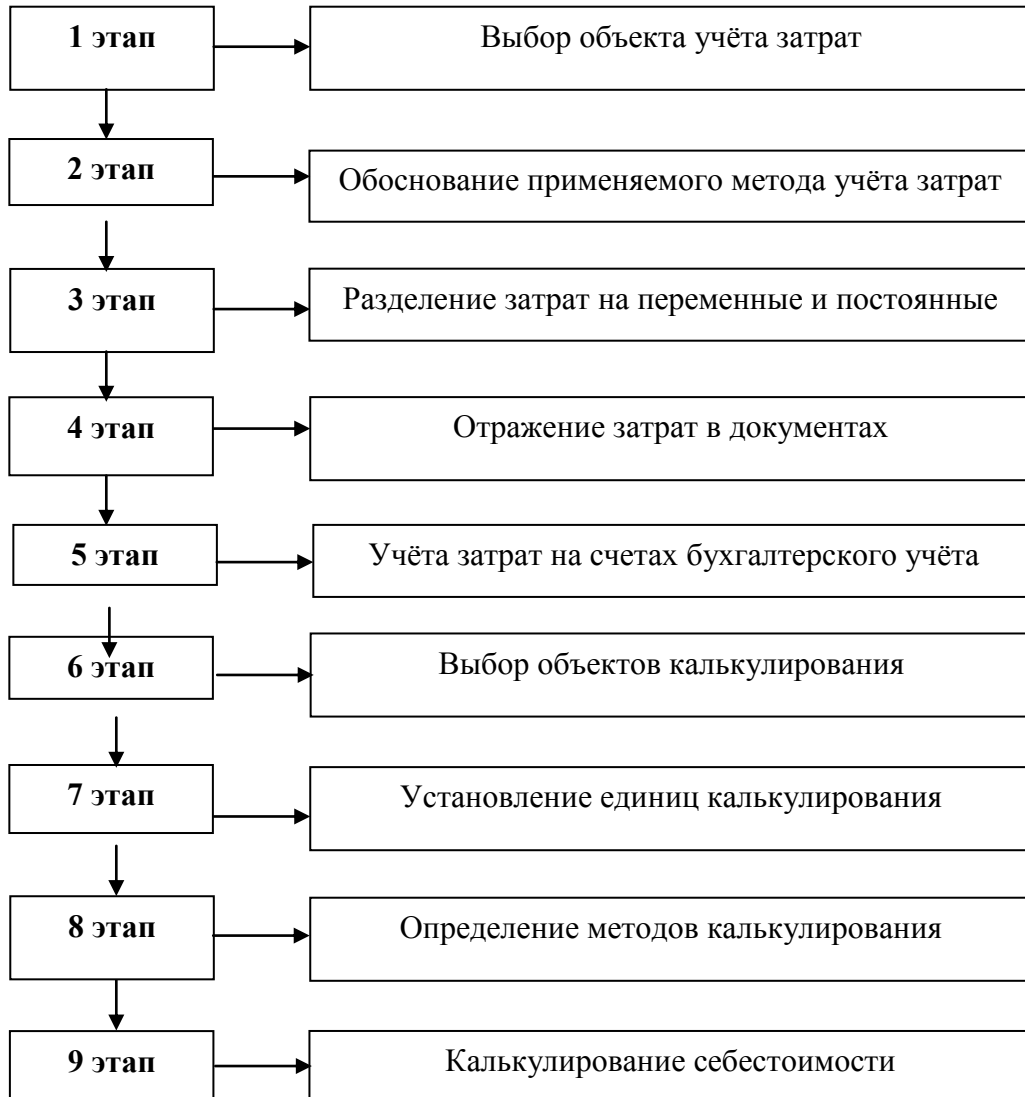 1 этап
Выбор объекта учёта затрат
2 этап
Обоснование применяемого метода учёта затрат
3 этап
Разделение затрат на переменные и постоянные
4 этап
Отражение затрат в документах
5 этап
Учёта затрат на счетах бухгалтерского учёта
6 этап
Выбор объектов калькулирования
7 этап
Установление единиц калькулирования
8 этап
Определение методов калькулирования
9 этап
Калькулирование себестоимости